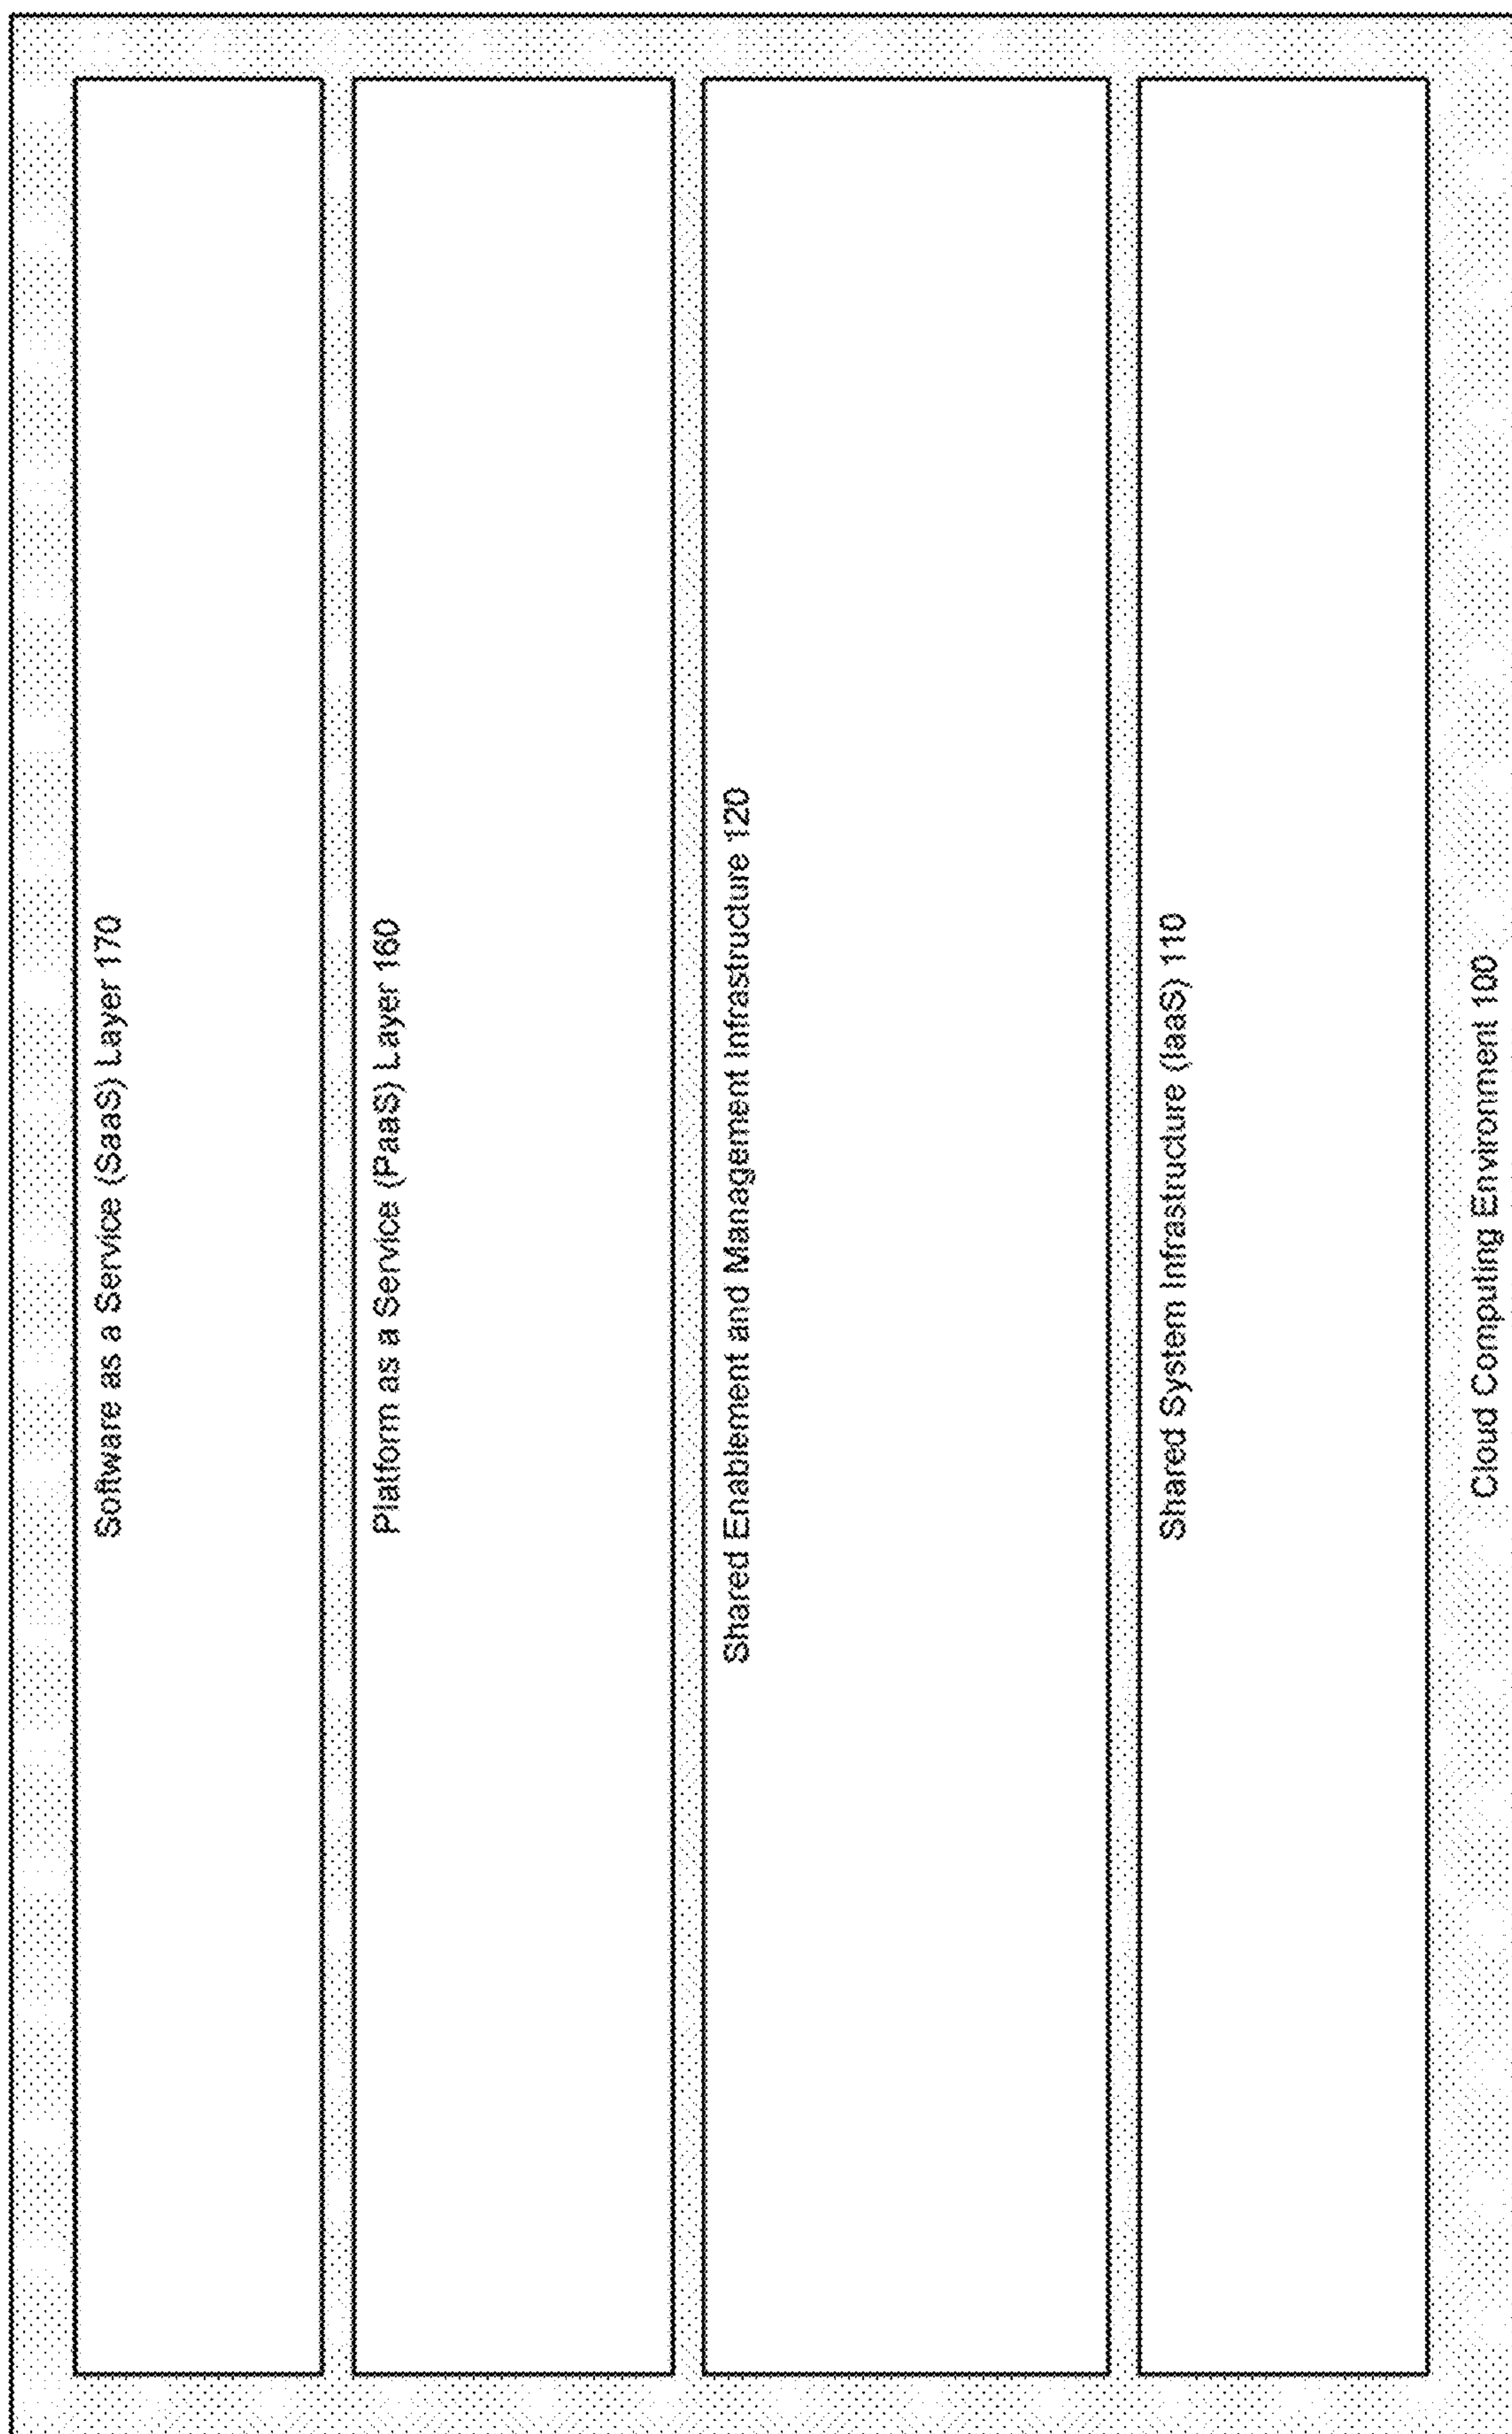 Software as a Service (SaaS) Layer 170
Platform as a Service (PaaS) Layer 160
Shared Enablement and Management Infrastructure 120
Shared System Infrastructure (IaaS) 110
Cloud Computing Environment 100